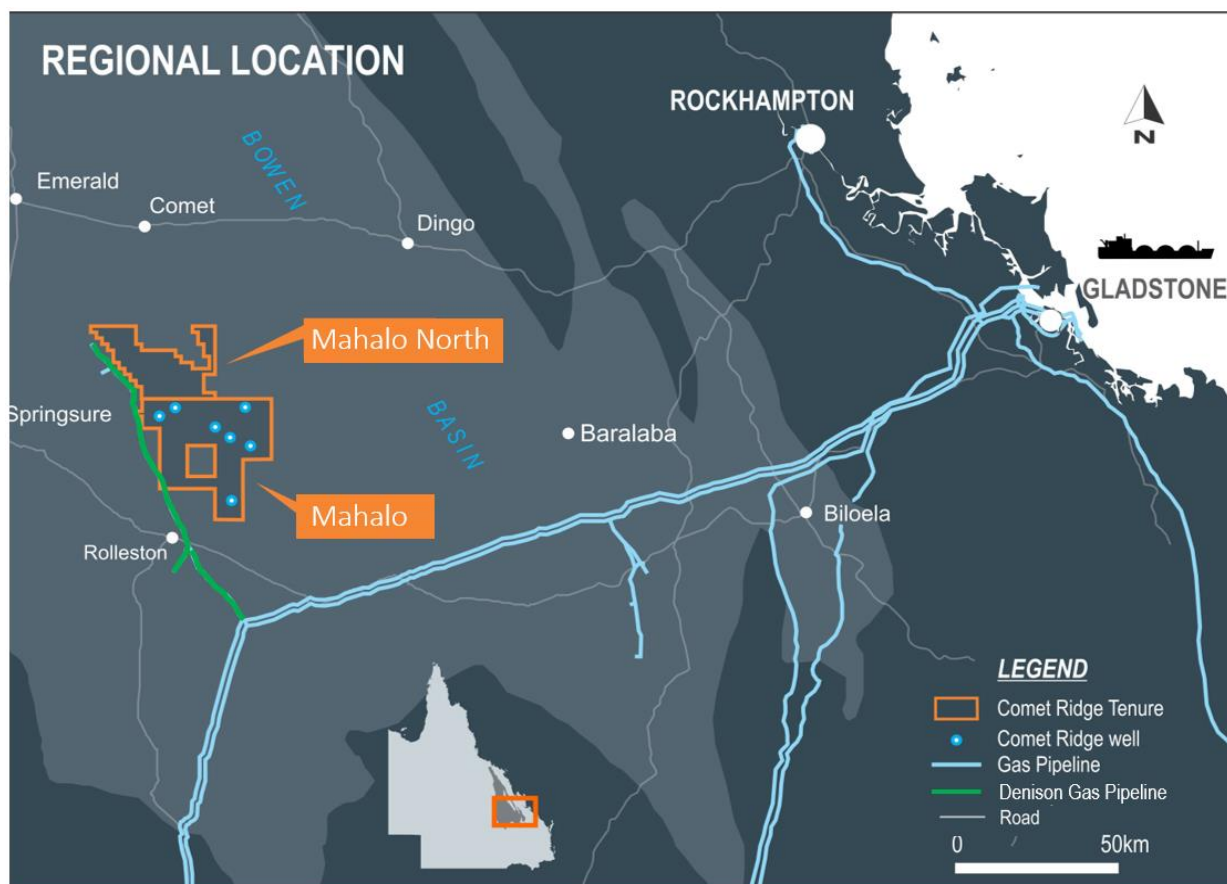 REGIONAL LOCATION
ROCKHAMPTON
N
BOWEN
Emerald
Comet
Dingo
GLADSTONE
Mahalo North
Springsure
BASIN
Baralaba
Mahalo
Biloela
Rolleston
LEGEND
Comet Ridge Tenure
Comet Ridge well
Gas Pipeline
Denison Gas Pipeline
Road
0 50km